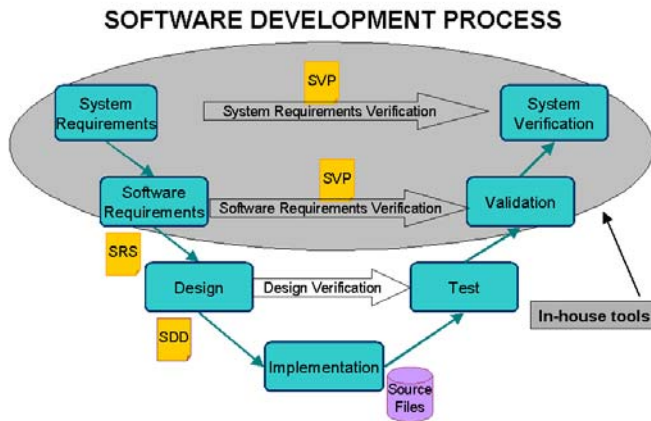 SOFTWARE DEVELOPMENT PROCESS
SVP
System
Requirements
System Requirements Verification
System
Verification
SVP
Software
Requirements
Software Requirements Verification
Validation
SRS
Design
Design Verification
Test
In-house tools
SDD
Implementation
Source
Files